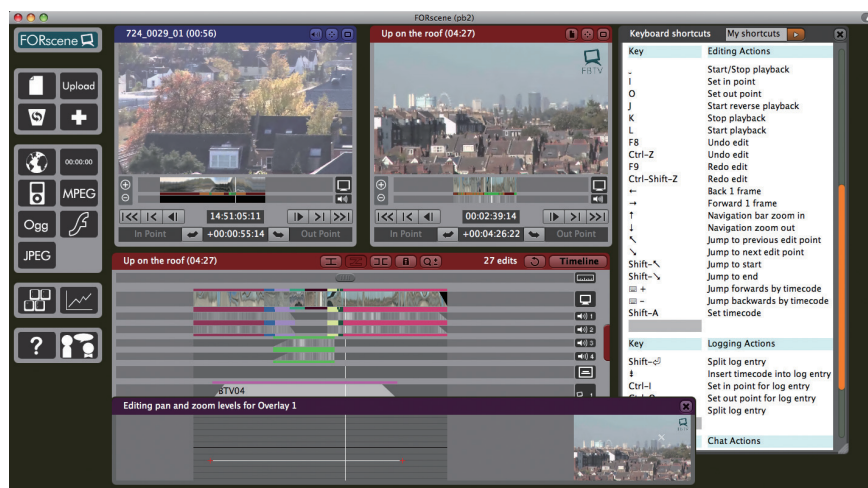 FORscene (pb2)
FORscene
Upload
00:00:00
MPEG
Ogg
JPEG
?
724_0029_01 (00:56)
14:51:05:11
In Point +00:00:55:14 Out Point
Up on the roof (04:27)
FBTV
00:02:39:14
In Point +00:04:26:22 Out Point
Up on the roof (04:27) 27 edits Timeline
1
2
3
4
BTV04
1
Editing pan and zoom levels for Overlay 1
Keyboard shortcuts My shortcuts
Key Editing Actions
Start/Stop playback
I Set in point
O Set out point
J Start reverse playback
K Stop playback
L Start playback
F8 Undo edit
Ctrl-Z Undo edit
F9 Redo edit
Ctrl-Shift-Z Redo edit
← Back 1 frame
→ Forward 1 frame
↑ Navigation bar zoom in
↓ Navigation zoom out
↖ Jump to previous edit point
↘ Jump to next edit point
Shift-↖ Jump to start
Shift-↘ Jump to end
+ Jump forwards by timecode
- Jump backwards by timecode
Shift-A Set timecode
Key Logging Actions
Shift-⏎ Split log entry
Insert timecode into log entry
Ctrl-I Set in point for log entry
Set out point for log entry
Split log entry
Chat Actions